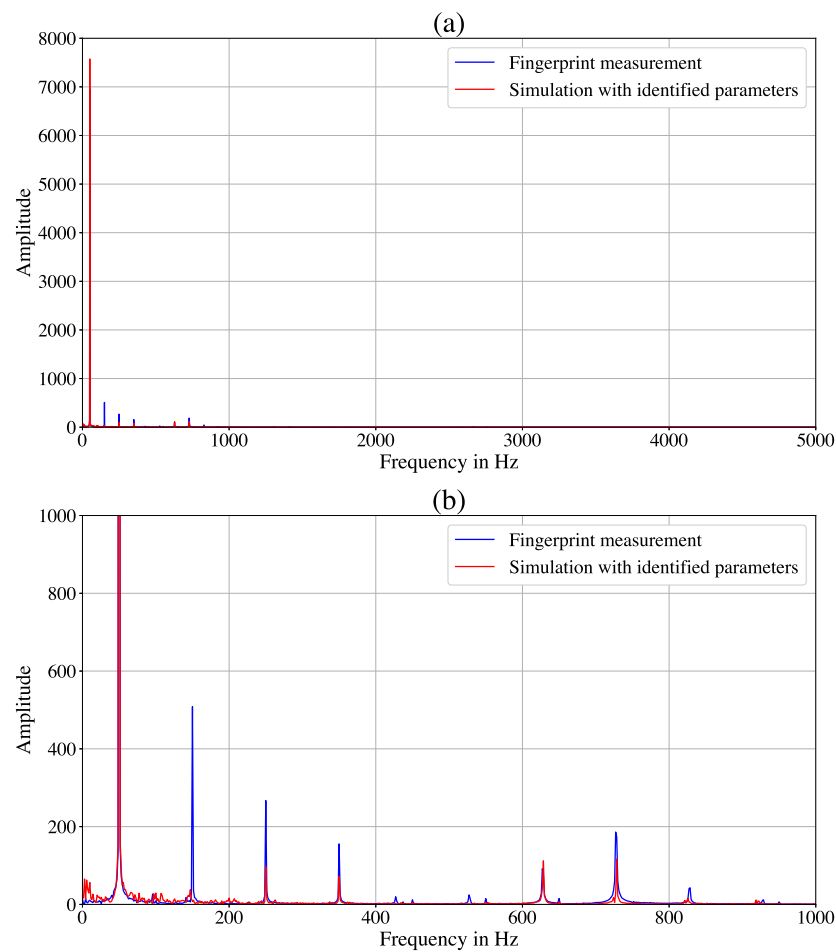 (a)
8000
7000
6000
5000
4000
3000
2000
1000
0
Amplitude
Fingerprint measurement
Simulation with identified parameters
0 1000 2000 3000 4000 5000
Frequency in Hz
(b)
1000
800
600
400
200
0
Amplitude
Fingerprint measurement
Simulation with identified parameters
0 200 400 600 800 1000
Frequency in Hz